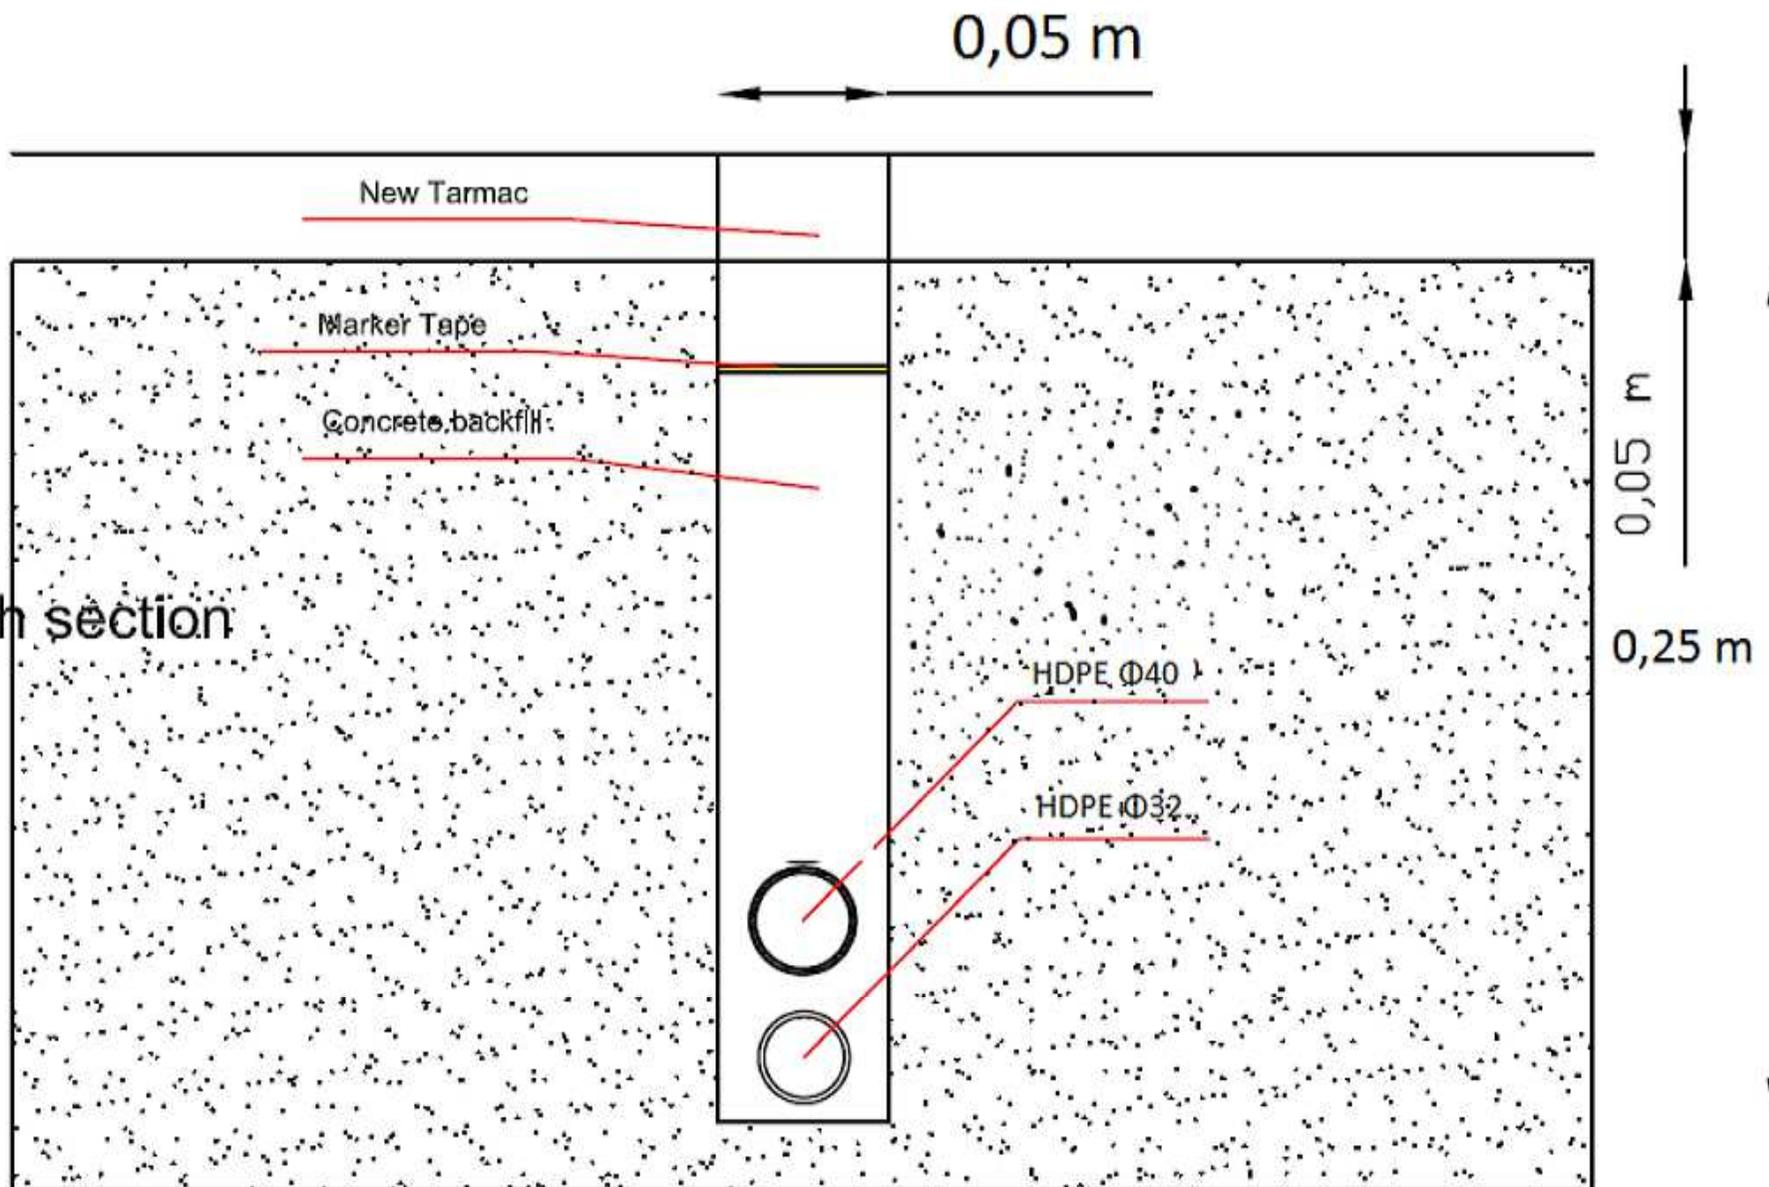 0,05 m
New Tarmac
Marker Tape
Concrete backfill
0,05 m
h section
0,25 m
HDPE Φ40
HDPE Φ32